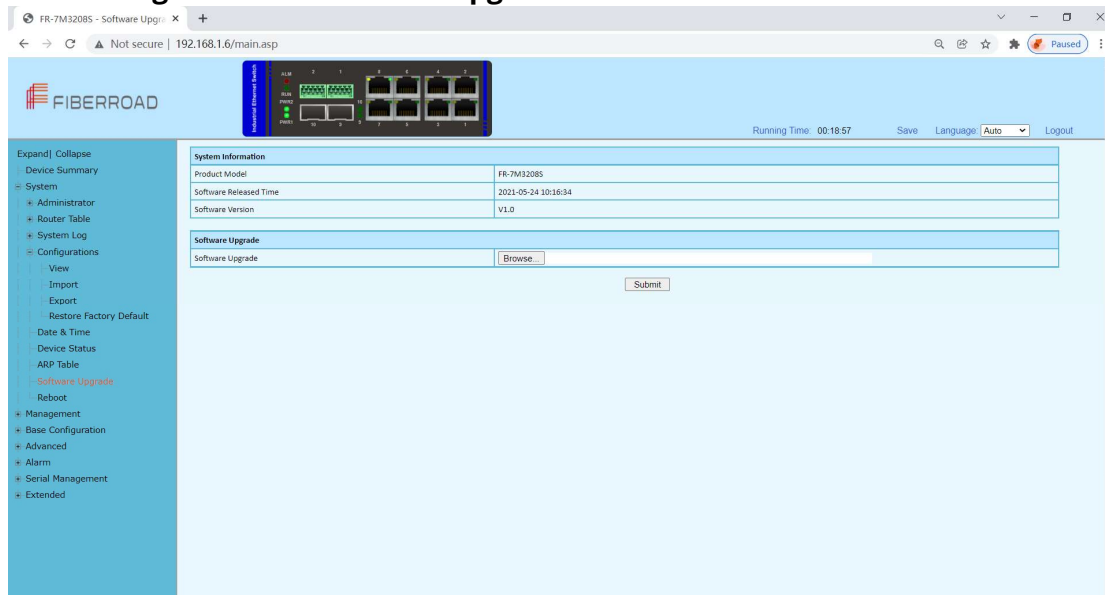 FR-7M3208S - Software Upgra
Not secure | 192.168.1.6/main.asp
Paused
FIBERROAD
Industrial Ethernet Switch
ALM
RUN
PWR2
PWR1
Running Time: 00:18:57 Save Language: Auto Logout
Expand| Collapse
Device Summary
System
Administrator
Router Table
System Log
Configurations
View
Import
Export
Restore Factory Default
Date & Time
Device Status
ARP Table
Software Upgrade
Reboot
Management
Base Configuration
Advanced
Alarm
Serial Management
Extended
System Information
Product Model FR-7M3208S
Software Released Time 2021-05-24 10:16:34
Software Version V1.0
Software Upgrade
Software Upgrade Browse...
Submit